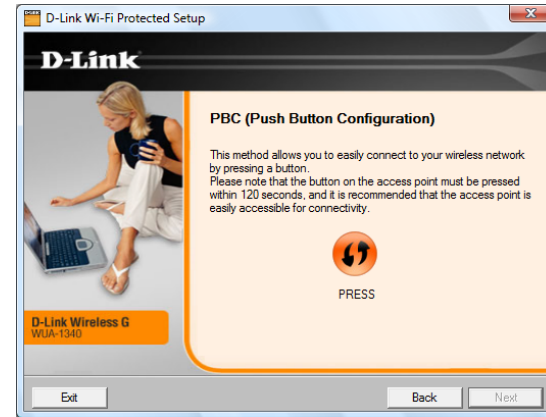 D-Link Wi-Fi Protected Setup
D-Link
PBC (Push Button Configuration)
This method allows you to easily connect to your wireless network
by pressing a button.
Please note that the button on the access point must be pressed
within 120 seconds, and it is recommended that the access point is
easily accessible for connectivity.
PRESS
D-Link Wireless G
WUA-1340
Exit
Back
Next